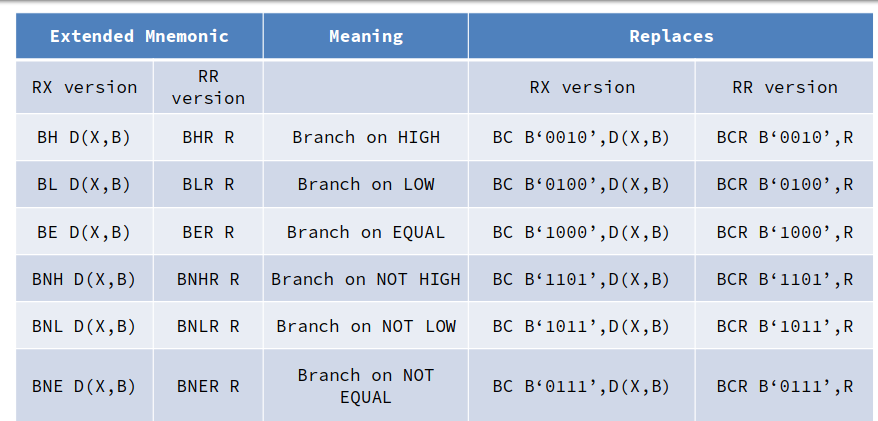 Extended Mnemonic Meaning Replaces
RX version RR version RX version RR version
BH D(X,B) BHR R Branch on HIGH BC B‘0010’,D(X,B) BCR B‘0010’,R
BL D(X,B) BLR R Branch on LOW BC B‘0100’,D(X,B) BCR B‘0100’,R
BE D(X,B) BER R Branch on EQUAL BC B‘1000’,D(X,B) BCR B‘1000’,R
BNH D(X,B) BNHR R Branch on NOT HIGH BC B‘1101’,D(X,B) BCR B‘1101’,R
BNL D(X,B) BNLR R Branch on NOT LOW BC B‘1011’,D(X,B) BCR B‘1011’,R
BNE D(X,B) BNER R Branch on NOT EQUAL BC B‘0111’,D(X,B) BCR B‘0111’,R